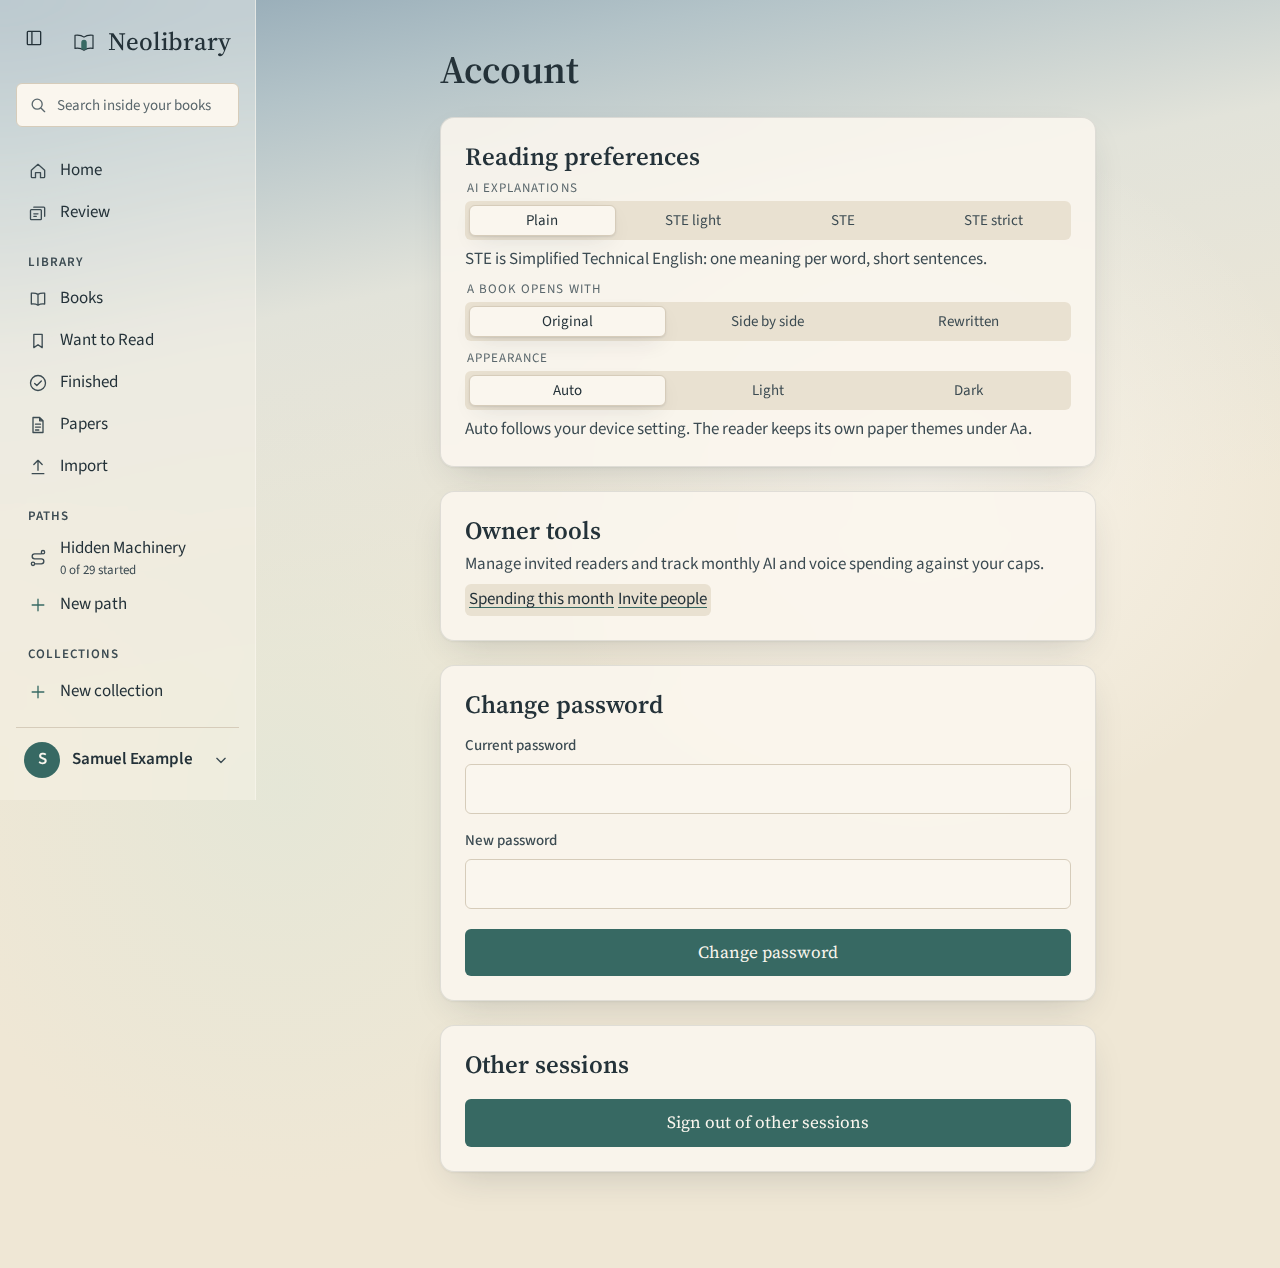 Neolibrary
Search inside your books
Home
Review
LIBRARY
Books
Want to Read
Finished
Papers
Import
PATHS
Hidden Machinery
0 of 29 started
New path
COLLECTIONS
New collection
S
Samuel Example
Account
Reading preferences
AI EXPLANATIONS
Plain STE light STE STE strict
STE is Simplified Technical English: one meaning per word, short sentences.
A BOOK OPENS WITH
Original Side by side Rewritten
APPEARANCE
Auto Light Dark
Auto follows your device setting. The reader keeps its own paper themes under Aa.
Owner tools
Manage invited readers and track monthly AI and voice spending against your caps.
Spending this month Invite people
Change password
Current password
New password
Change password
Other sessions
Sign out of other sessions